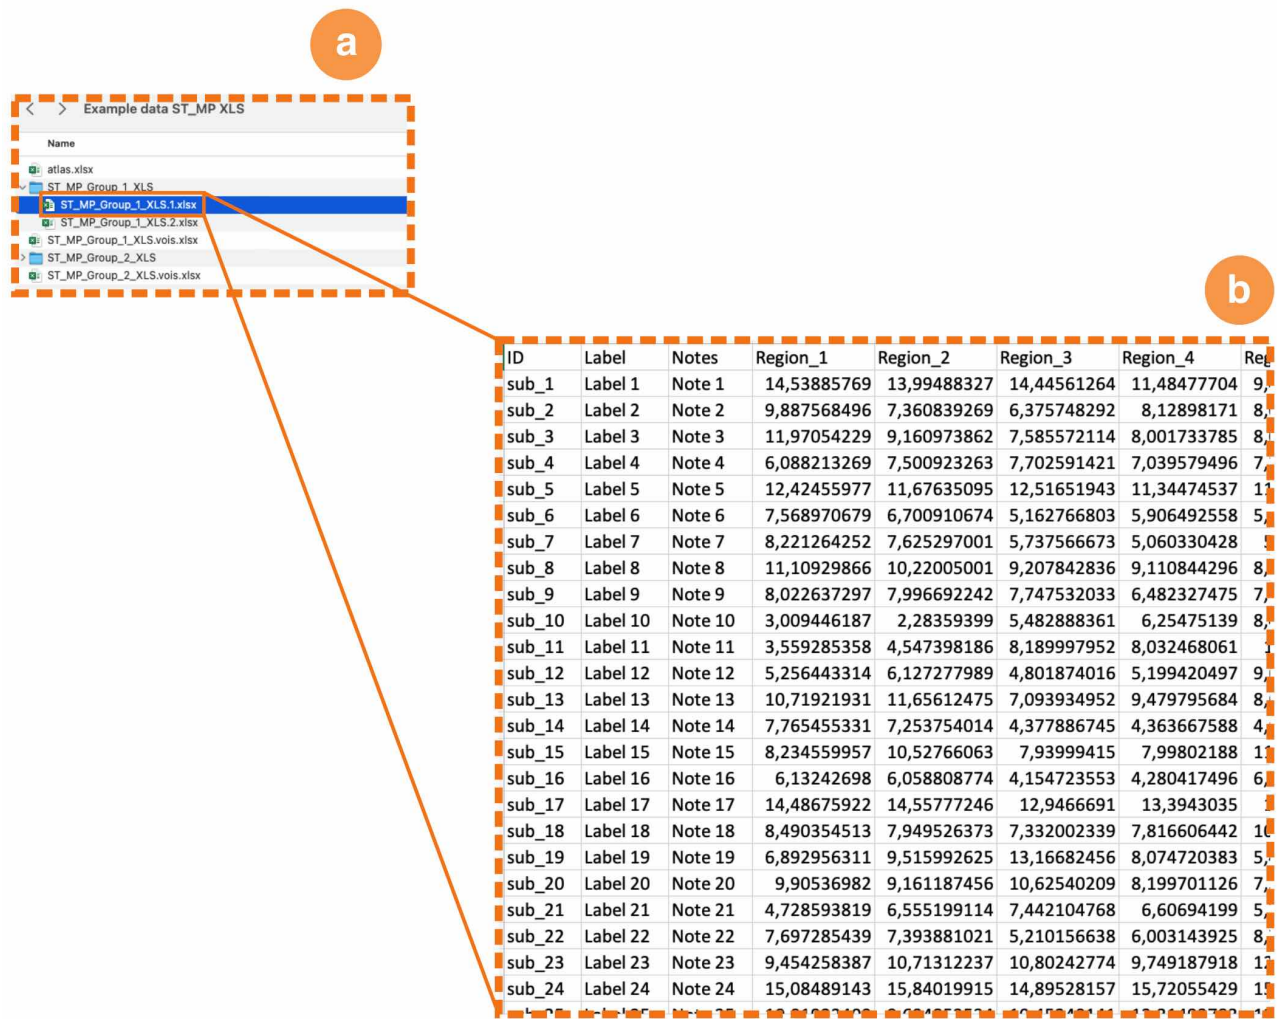 a
Example data ST_MP XLS
Name
atlas.xlsx
ST_MP_Group_1_XLS
ST_MP_Group_1_XLS.1.xlsx
ST_MP_Group_1_XLS.2.xlsx
ST_MP_Group_1_XLS.vois.xlsx
ST_MP_Group_2_XLS
ST_MP_Group_2_XLS.vois.xlsx
b
ID Label Notes Region_1 Region_2 Region_3 Region_4
sub_1 Label 1 Note 1 14,53885769 13,99488327 14,44561264 11,48477704
sub_2 Label 2 Note 2 9,887568496 7,360839269 6,375748292 8,12898171
sub_3 Label 3 Note 3 11,97054229 9,160973862 7,585572114 8,001733785
sub_4 Label 4 Note 4 6,088213269 7,500923263 7,702591421 7,039579496
sub_5 Label 5 Note 5 12,42455977 11,67635095 12,51651943 11,34474537
sub_6 Label 6 Note 6 7,568970679 6,700910674 5,162766803 5,906492558
sub_7 Label 7 Note 7 8,221264252 7,625297001 5,737566673 5,060330428
sub_8 Label 8 Note 8 11,10929866 10,22005001 9,207842836 9,110844296
sub_9 Label 9 Note 9 8,022637297 7,996692242 7,747532033 6,482327475
sub_10 Label 10 Note 10 3,009446187 2,28359399 5,482888361 6,25475139
sub_11 Label 11 Note 11 3,559285358 4,547398186 8,189997952 8,032468061
sub_12 Label 12 Note 12 5,256443314 6,127277989 4,801874016 5,199420497
sub_13 Label 13 Note 13 10,71921931 11,65612475 7,093934952 9,479795684
sub_14 Label 14 Note 14 7,765455331 7,253754014 4,377886745 4,363667588
sub_15 Label 15 Note 15 8,234559957 10,52766063 7,93999415 7,99802188
sub_16 Label 16 Note 16 6,13242698 6,058808774 4,154723553 4,280417496
sub_17 Label 17 Note 17 14,48675922 14,55777246 12,9466691 13,3943035
sub_18 Label 18 Note 18 8,490354513 7,949526373 7,332002339 7,816606442
sub_19 Label 19 Note 19 6,892956311 9,515992625 13,16682456 8,074720383
sub_20 Label 20 Note 20 9,90536982 9,161187456 10,62540209 8,199701126
sub_21 Label 21 Note 21 4,728593819 6,555199114 7,442104768 6,60694199
sub_22 Label 22 Note 22 7,697285439 7,393881021 5,210156638 6,003143925
sub_23 Label 23 Note 23 9,454258387 10,71312237 10,80242774 9,749187918
sub_24 Label 24 Note 24 15,08489143 15,84019915 14,89528157 15,72055429